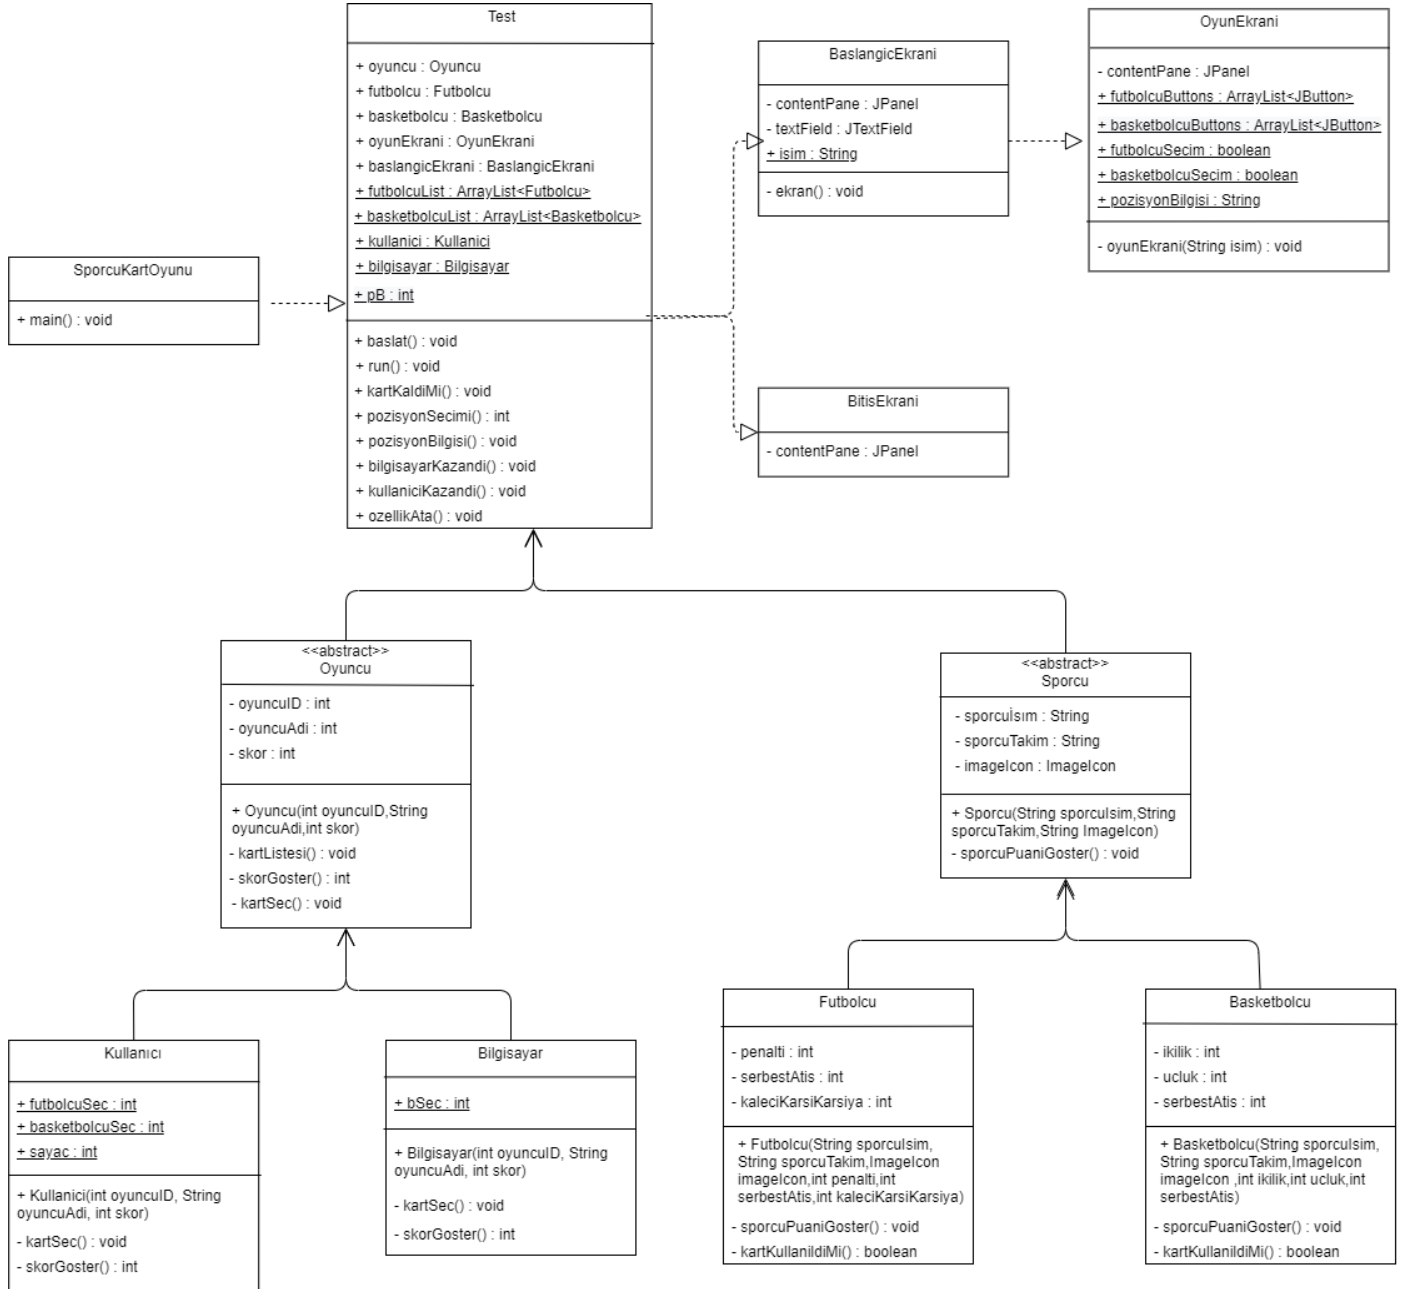 Test
+ oyuncu : Oyuncu
+ futbolcu : Futbolcu
+ basketbolcu : Basketbolcu
+ oyunEkrani : OyunEkrani
+ baslangicEkrani : BaslangicEkrani
+ futbolcuList : ArrayList<Futbolcu>
+ basketbolcuList : ArrayList<Basketbolcu>
+ kullanici : Kullanici
+ bilgisayar : Bilgisayar
+ pB : int
+ baslat() : void
+ run() : void
+ kartKaldiMi() : void
+ pozisyonSecimi() : int
+ pozisyonBilgisi() : void
+ bilgisayarKazandi() : void
+ kullaniciKazandi() : void
+ ozellikAta() : void
BaslangicEkrani
- contentPane : JPanel
- textField : JTextField
+ isim : String
- ekran() : void
OyunEkrani
- contentPane : JPanel
+ futbolcuButtons : ArrayList<JButton>
+ basketbolcuButtons : ArrayList<JButton>
+ futbolcuSecim : boolean
+ basketbolcuSecim : boolean
+ pozisyonBilgisi : String
- oyunEkrani(String isim) : void
SporcuKartOyunu
+ main() : void
BitisEkrani
- contentPane : JPanel
<<abstract>>
Oyuncu
- oyuncuID : int
- oyuncuAdi : int
- skor : int
+ Oyuncu(int oyuncuID,String
oyuncuAdi,int skor)
- kartListesi() : void
- skorGoster() : int
- kartSec() : void
<<abstract>>
Sporcu
- sporcuİsım : String
- sporcuTakim : String
- imageIcon : ImageIcon
+ Sporcu(String sporcuIsim,String
sporcuTakim,String ImageIcon)
- sporcuPuaniGoster() : void
Kullanıcı
+ futbolcuSec : int
+ basketbolcuSec : int
+ sayac : int
+ Kullanici(int oyuncuID, String
oyuncuAdi, int skor)
- kartSec() : void
- skorGoster() : int
Bilgisayar
+ bSec : int
+ Bilgisayar(int oyuncuID, String
oyuncuAdi, int skor)
- kartSec() : void
- skorGoster() : int
Futbolcu
- penalti : int
- serbestAtis : int
- kaleciKarsiKarsiya : int
+ Futbolcu(String sporcuIsim,
String sporcuTakim,ImageIcon
imageIcon,int penalti,int
serbestAtis,int kaleciKarsiKarsiya)
- sporcuPuaniGoster() : void
- kartKullanildiMi() : boolean
Basketbolcu
- ikilik : int
- ucluk : int
- serbestAtis : int
+ Basketbolcu(String sporcuIsim,
String sporcuTakim,ImageIcon
imageIcon ,int ikilik,int ucluk,int
serbestAtis)
- sporcuPuaniGoster() : void
- kartKullanildiMi() : boolean